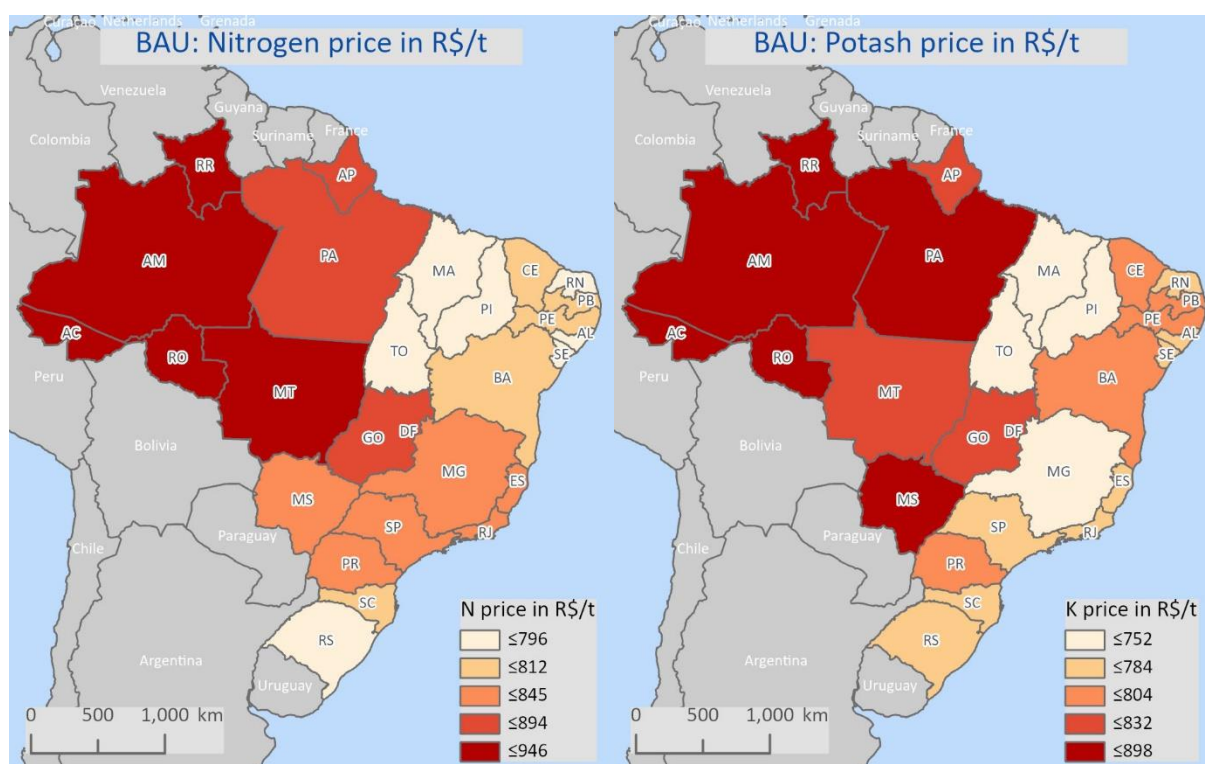 Curaçao Netherlands Grenada
BAU: Nitrogen price in R$/t
Venezuela
Guyana
Colombia
Suriname
France
RR
AP
AM
PA
MA
CE
RN
PB
PI
PE
AL
AC
RO
TO
SE
Peru
MT
BA
Bolivia
GO
DF
MG
MS
ES
SP
RJ
Paraguay
Chile
PR
SC
RS
Argentina
Uruguay
N price in R$/t
≤796
≤812
≤845
≤894
≤946
0 500 1,000 km
Curaçao Netherlands Grenada
BAU: Potash price in R$/t
Venezuela
Guyana
Colombia
Suriname
France
RR
AP
AM
PA
MA
CE
RN
PB
PI
PE
AL
AC
RO
TO
SE
Peru
MT
BA
Bolivia
GO
DF
MG
MS
ES
SP
RJ
Paraguay
Chile
PR
SC
RS
Argentina
Uruguay
K price in R$/t
≤752
≤784
≤804
≤832
≤898
0 500 1,000 km